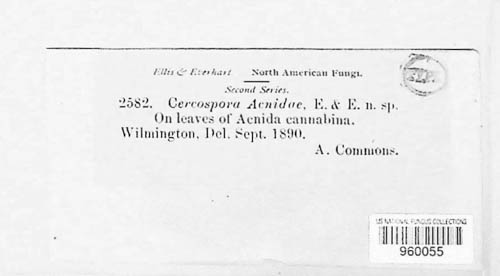 Ellis & Everhart. North American Fungi.
Second Series.
2582. Cercospora Acnidae, E. & E. n. sp.
On leaves of Acnida cannabina.
Wilmington, Del. Sept. 1890.
A. Commons.
US NATIONAL FUNGUS COLLECTIONS
960055